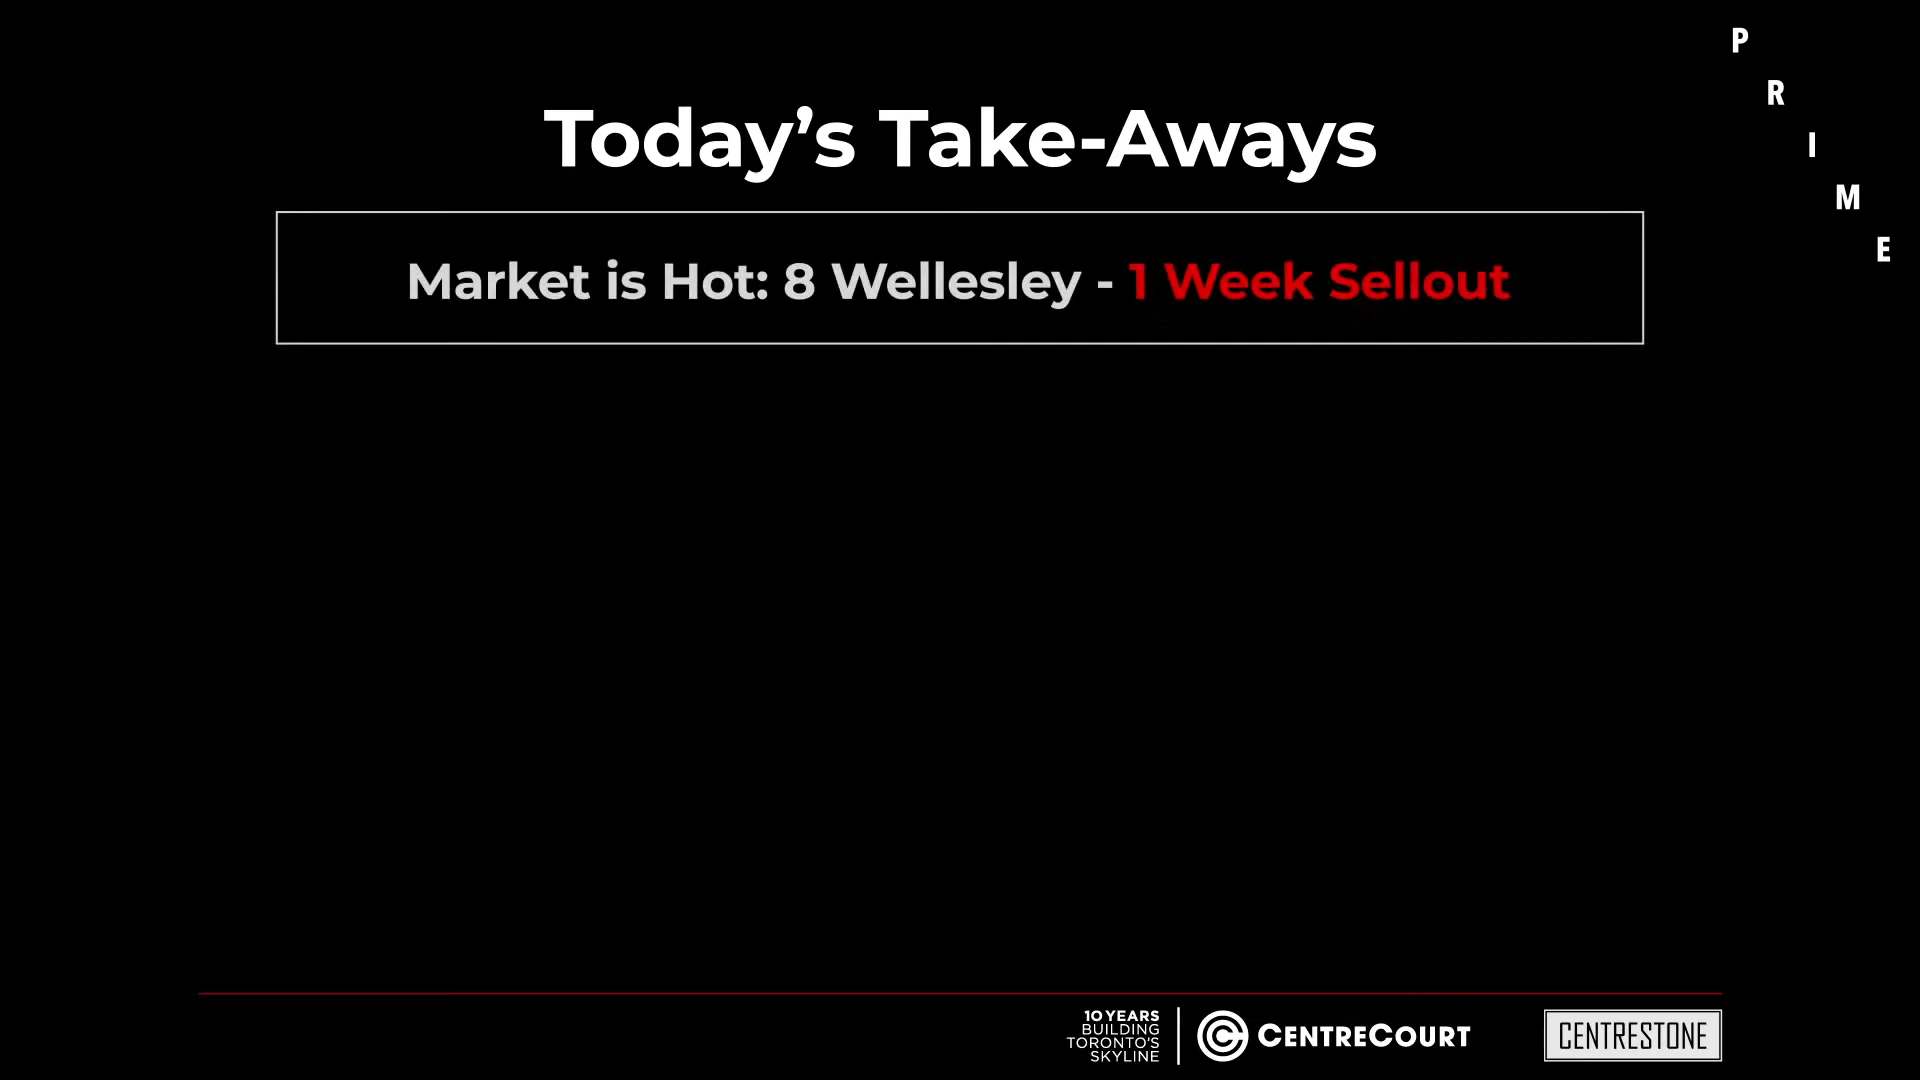 Today’s Take-Aways
Market is Hot: 8 Wellesley - 1 Week Sellout
P
R
I
M
E
10 YEARS
BUILDING
TORONTO'S
SKYLINE
CENTRECOURT
CENTRESTONE